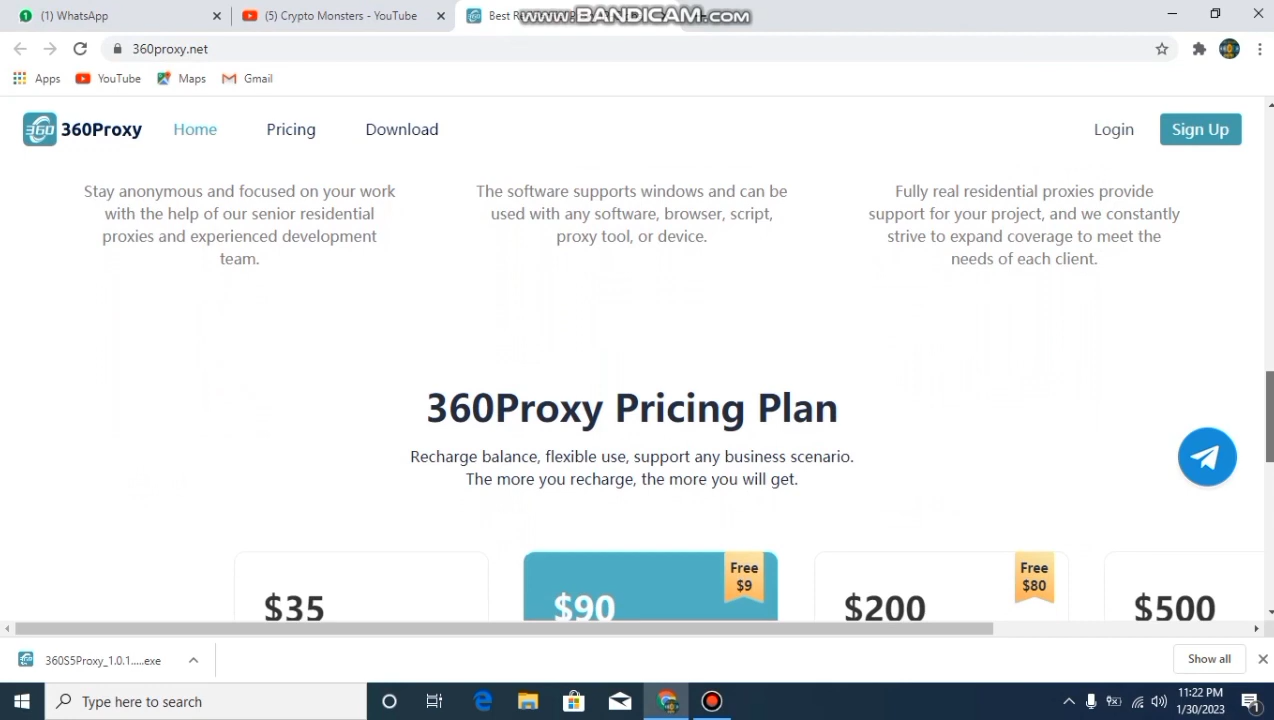 (1) WhatsApp
(5) Crypto Monsters - YouTube
Best R
www.BANDICAM.com
360proxy.net
Apps
YouTube
Maps
Gmail
360
360Proxy
Home
Pricing
Download
Login
Sign Up
Stay anonymous and focused on your work
with the help of our senior residential
proxies and experienced development
team.
The software supports windows and can be
used with any software, browser, script,
proxy tool, or device.
Fully real residential proxies provide
support for your project, and we constantly
strive to expand coverage to meet the
needs of each client.
360Proxy Pricing Plan
Recharge balance, flexible use, support any business scenario.
The more you recharge, the more you will get.
$35
$90
Free
$9
$200
Free
$80
$500
360S5Proxy_1.0.1.....exe
Show all
Type here to search
11:22 PM
1/30/2023
1